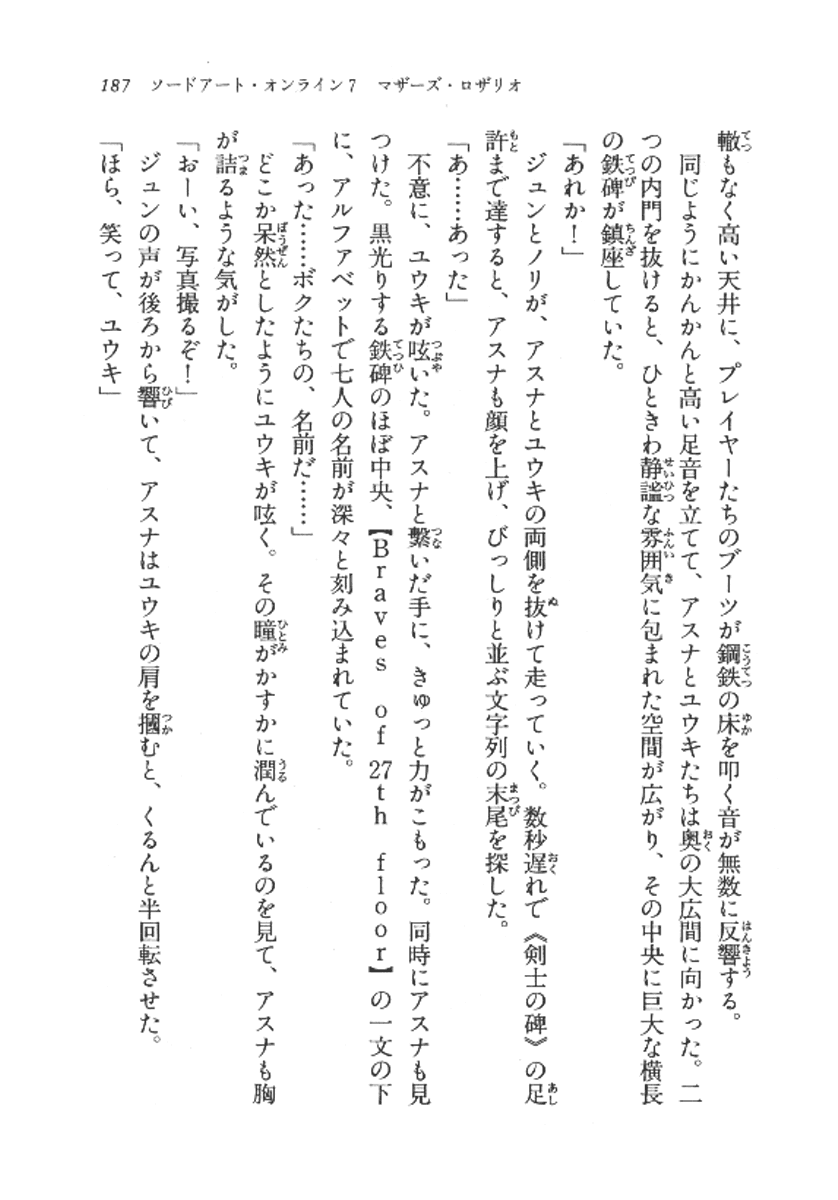 187　ソードアート・オンライン7　マザーズ・ロザリオ
轍もなく高い天井に、プレイヤーたちのブーツが鋼鉄の床を叩く音が無数に反響する。
　同じようにかんかんと高い足音を立てて、アスナとユウキたちは奥の大広間に向かった。二
つの内門を抜けると、ひときわ静謐な雰囲気に包まれた空間が広がり、その中央に巨大な横長
の鉄碑が鎮座していた。
「あれか！」
　ジュンとノリが、アスナとユウキの両側を抜けて走っていく。数秒遅れで《剣士の碑》の足
許まで達すると、アスナも顔を上げ、びっしりと並ぶ文字列の末尾を探した。
「あ……あった」
　不意に、ユウキが呟いた。アスナと繋いだ手に、きゅっと力がこもった。同時にアスナも見
つけた。黒光りする鉄碑のほぼ中央、【Braves of 27th floor】の一文の下
に、アルファベットで七人の名前が深々と刻み込まれていた。
「あった……ボクたちの、名前だ……」
　どこか呆然としたようにユウキが呟く。その瞳がかすかに潤んでいるのを見て、アスナも胸
が詰るような気がした。
「おーい、写真撮るぞ！」
　ジュンの声が後ろから響いて、アスナはユウキの肩を摑むと、くるんと半回転させた。
「ほら、笑って、ユウキ」